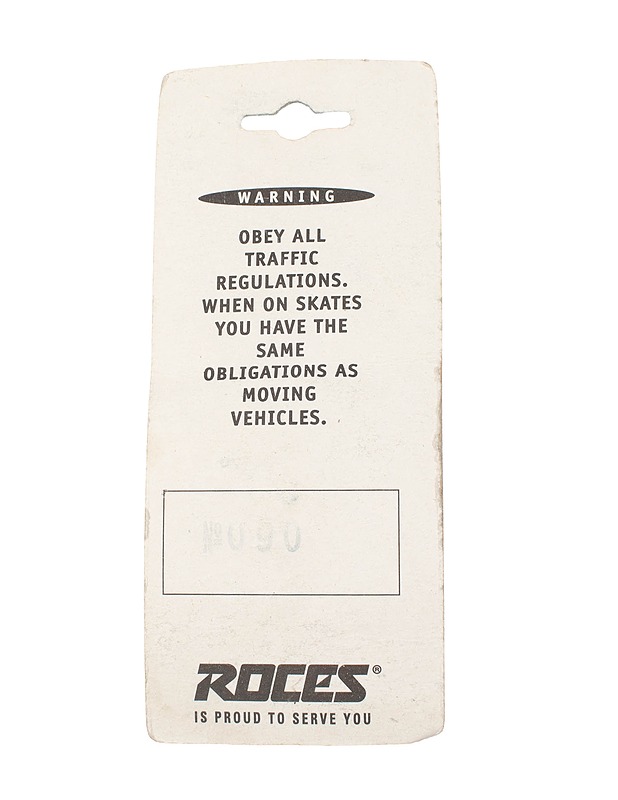 WARNING
OBEY ALL
TRAFFIC
REGULATIONS.
WHEN ON SKATES
YOU HAVE THE
SAME
OBLIGATIONS AS
MOVING
VEHICLES.
ROCES®
IS PROUD TO SERVE YOU